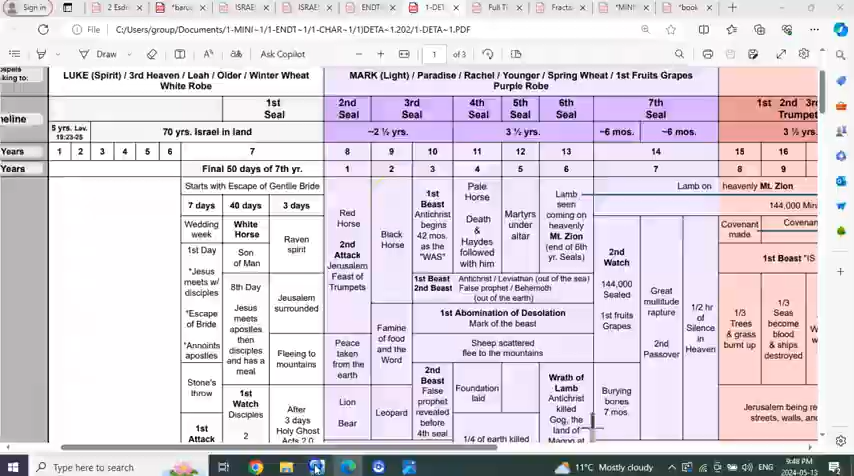 Sign in
2 Esdr
*baruc
ISRAE
ISRAE
ENDTI
1-DET
Full Ti
Fracta
*MINI
*book
File
C:/Users/group/Documents/1-MINI ~1/ENDT~1/1-CHAR ~1/1)DETA~1.202/1-DETA~1.PDF
Draw
Ask Copilot
1 of 3
king to:
LUKE (Spirit) / 3rd Heaven / Leah / Older / Winter Wheat
White Robe
MARK (Light) / Paradise / Rachel / Younger / Spring Wheat / 1st Fruits Grapes
Purple Robe
meline
1st Seal
2nd Seal
3rd Seal
4th Seal
5th Seal
6th Seal
7th Seal
1st 2nd 3r
Trumpet
5 yrs. Lev. 19:23-25
70 yrs. Israel in land
~2 ½ yrs.
3 ½ yrs.
~6 mos.
~6 mos.
3 ½ yrs.
Years 1 2 3 4 5 6 7 8 9 10 11 12 13 14 15 16
Years Final 50 days of 7th yr. 1 2 3 4 5 6 7 8 9
Starts with Escape of Gentile Bride
7 days
40 days
3 days
Wedding week
1st Day
*Jesus meets w/ disciples
*Escape of Bride
*Annoints apostles
Stone's throw
1st Attack
White Horse
Son of Man
8th Day
Jesus meets apostles then disciples and has a meal
1st Watch
Disciples
2
Raven spirit
Jerusalem surrounded
Fleeing to mountains
After 3 days Holy Ghost
Acts 2.0
Red Horse
2nd Attack
Jerusalem
Feast of Trumpets
Peace taken from the earth
Lion
Bear
Black Horse
Famine of food and the Word
Leopard
1st Beast
Antichrist begins 42 mos. as the "WAS"
Pale Horse
Death & Haydes followed with him
Martyrs under altar
Lamb seen coming on heavenly Mt. Zion (end of 6th yr. Seals)
1st Beast Antichrist / Leviathan (out of the sea)
2nd Beast False prophet / Behemoth
(out of the earth)
1st Abomination of Desolation
Mark of the beast
Sheep scattered
flee to the mountains
2nd Beast
False prophet revealed before 4th seal
Foundation laid
1/4 of earth killed
Wrath of Lamb
Antichrist killed
Gog, the land of Magog at
Lamb on heavenly Mt. Zion
144,000 Min
2nd Watch
144,000 Sealed
1st fruits Grapes
Burying bones 7 mos.
Great mullitude rapture
2nd Passover
1/2 hr of Silence in Heaven
Covenant made
Covena
1st Beast "IS
1/3 Trees & grass burnt up
1/3 Seas become blood & ships destroyed
Jerusalem being re
streets, walls, and
Type here to search
11°C Mostly cloudy
ENG
9:48 PM
2024-05-13